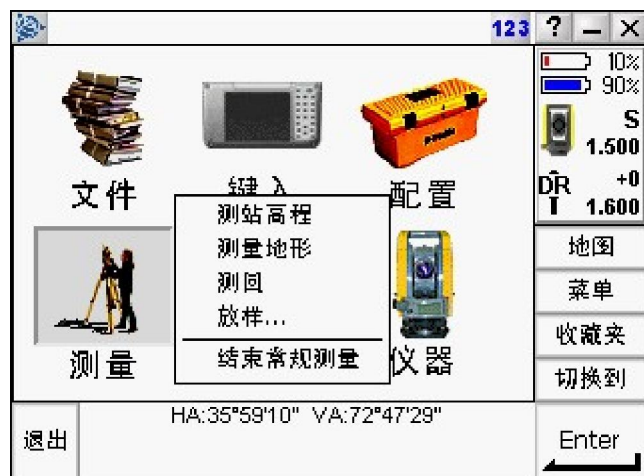 123 ? – X
10%
90%
S
1.500
DR +0
T 1.600
文件
键入
配置
测站高程
测量地形
测回
放样...
结束常规测量
测量
仪器
地图
菜单
收藏夹
切换到
HA:35°59'10" VA:72°47'29"
退出
Enter